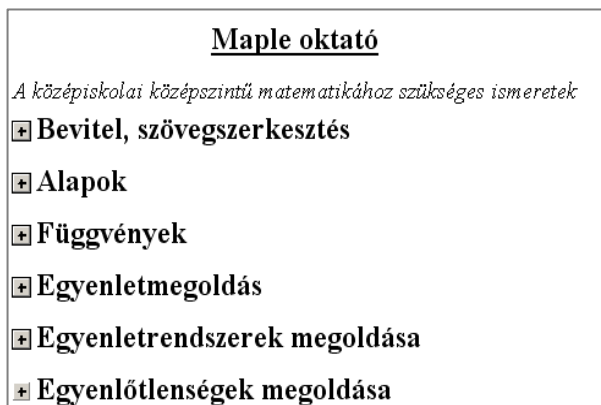 Maple oktató
A középiskolai középszintű matematikához szükséges ismeretek
Bevitel, szövegszerkesztés
Alapok
Függvények
Egyenletmegoldás
Egyenletrendszerek megoldása
Egyenlőtlenségek megoldása